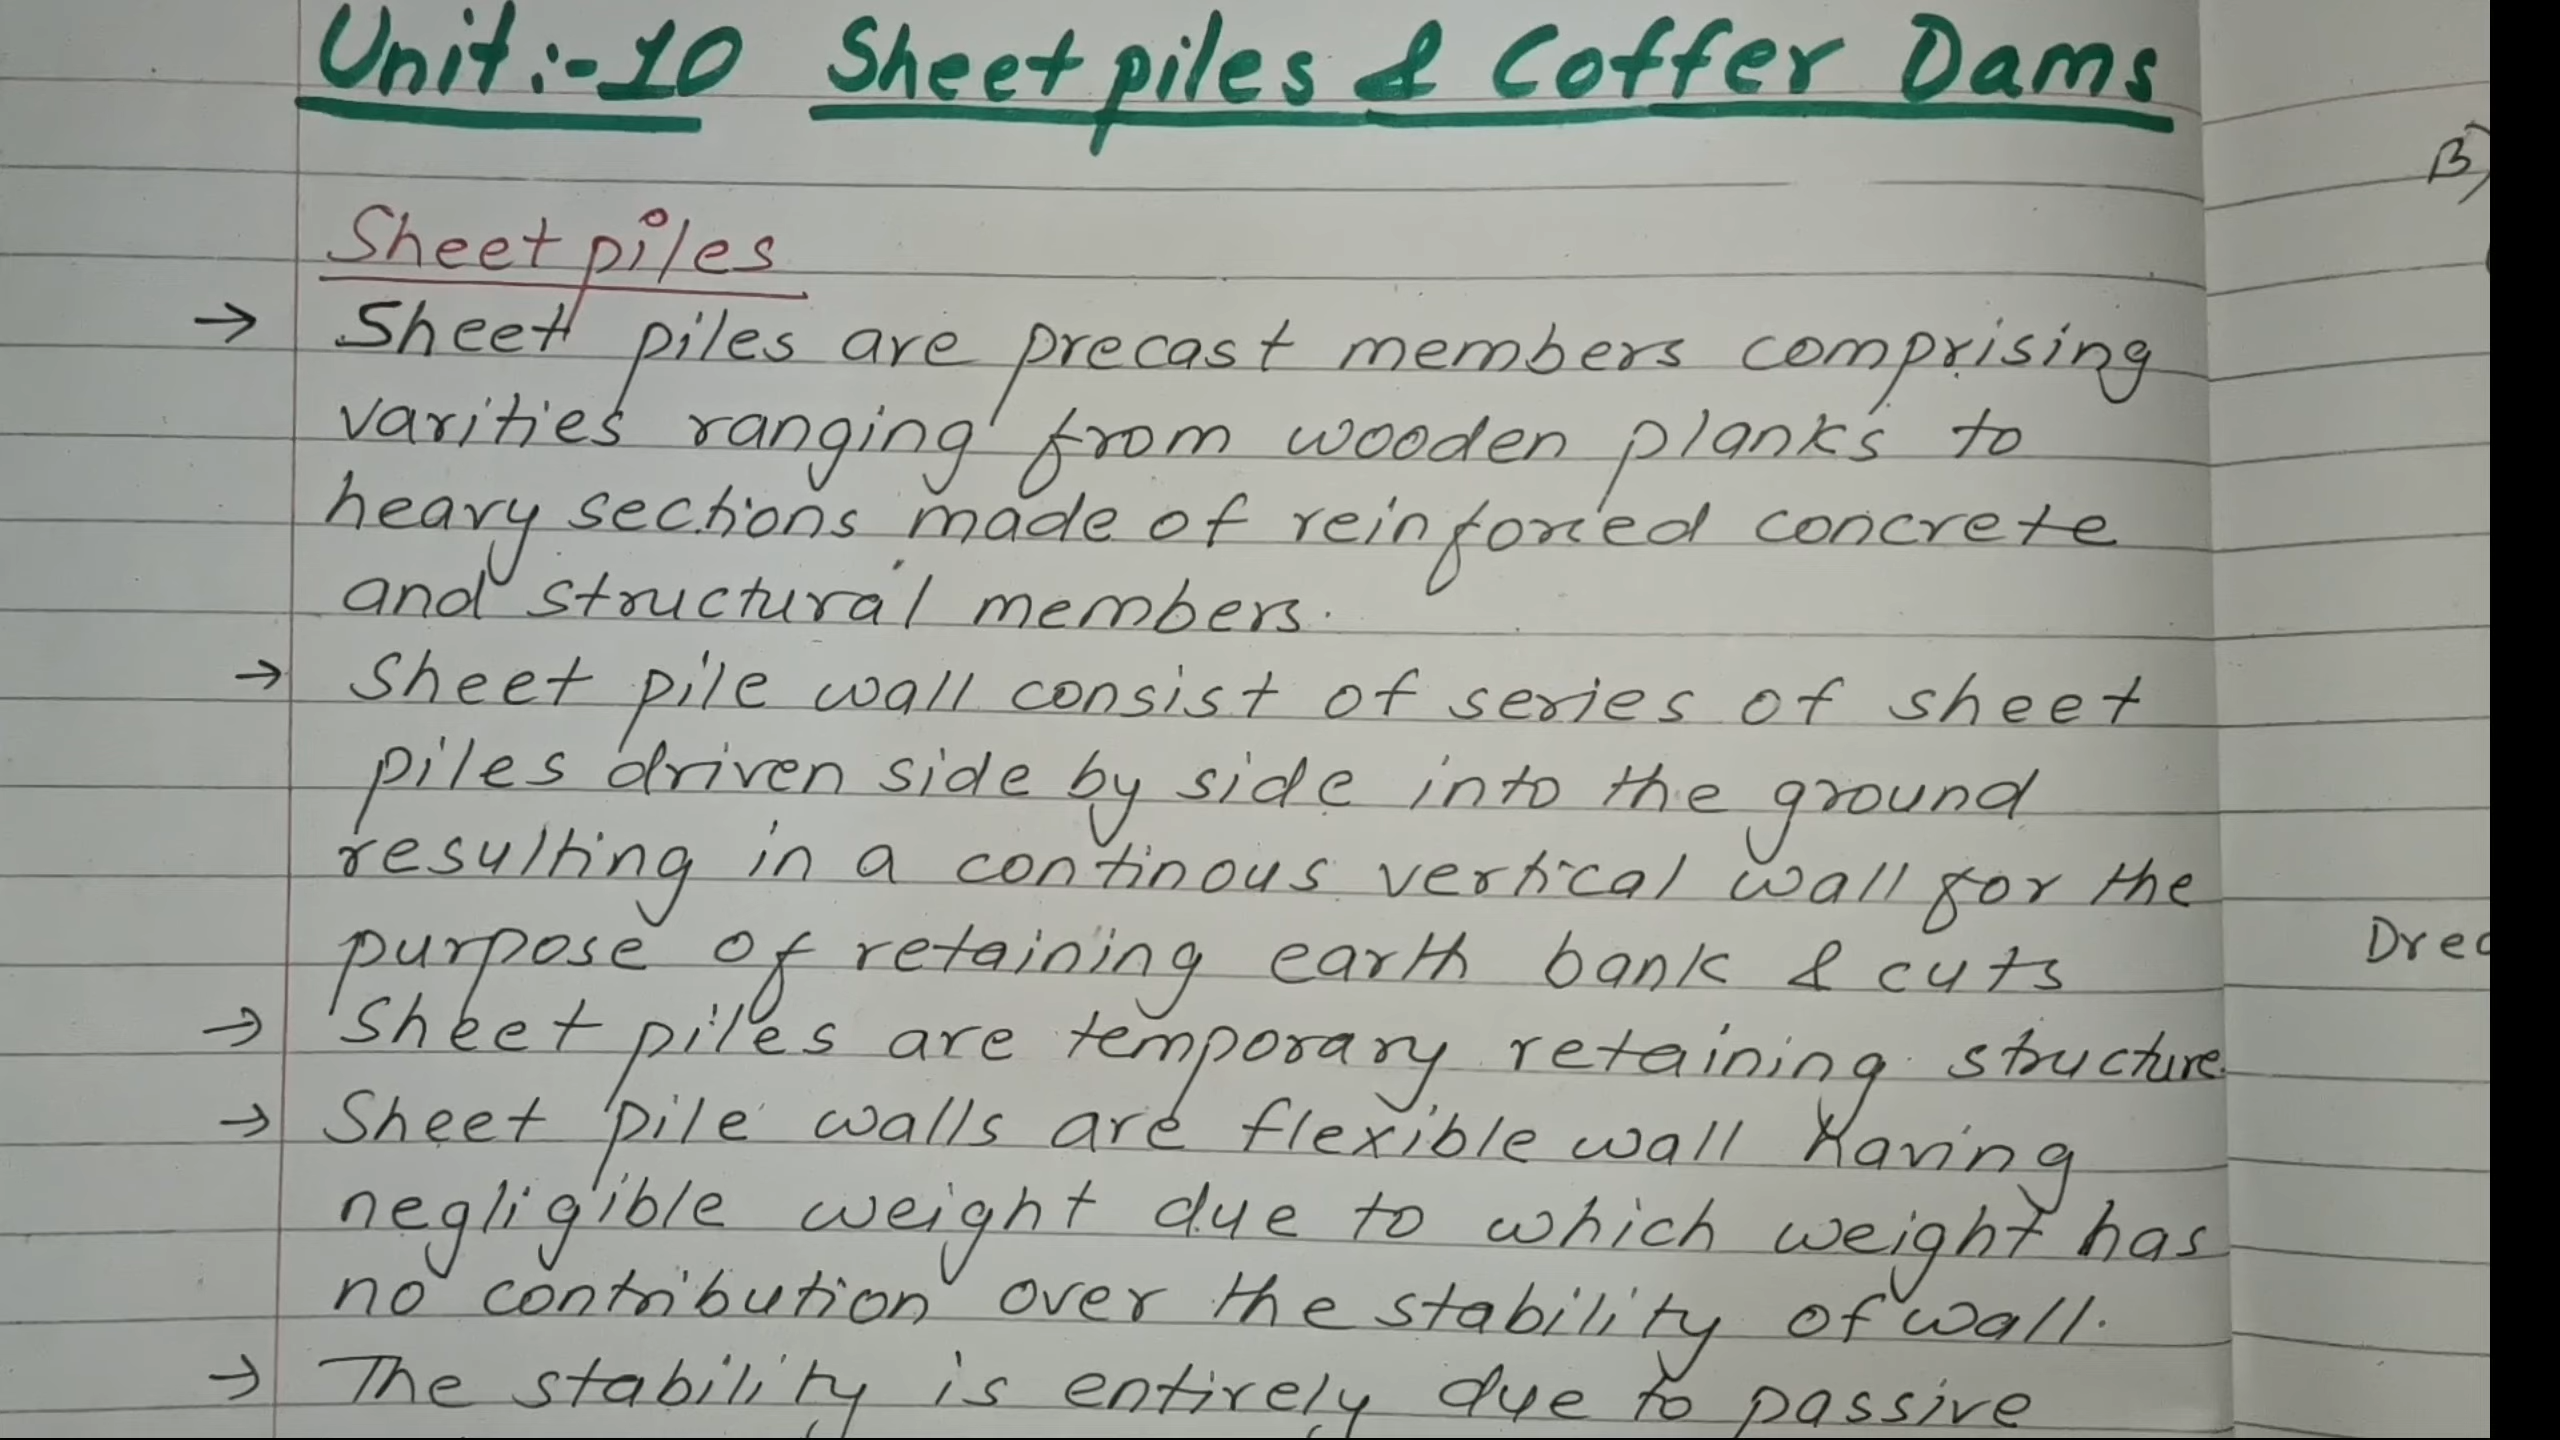 Unit:-10 Sheet piles & Coffer Dams
Sheet piles
→ Sheet piles are precast members comprising
varities ranging from wooden planks to
heavy sections made of reinforced concrete
and structural members.
→ Sheet pile wall consist of series of sheet
piles driven side by side into the ground
resulting in a continous vertical wall for the
purpose of retaining earth bank & cuts
→ Sheet piles are temporary retaining structure.
→ Sheet pile walls are flexible wall having
negligible weight due to which weight has
no contribution over the stability of wall.
→ The stability is entirely due to passive
B)